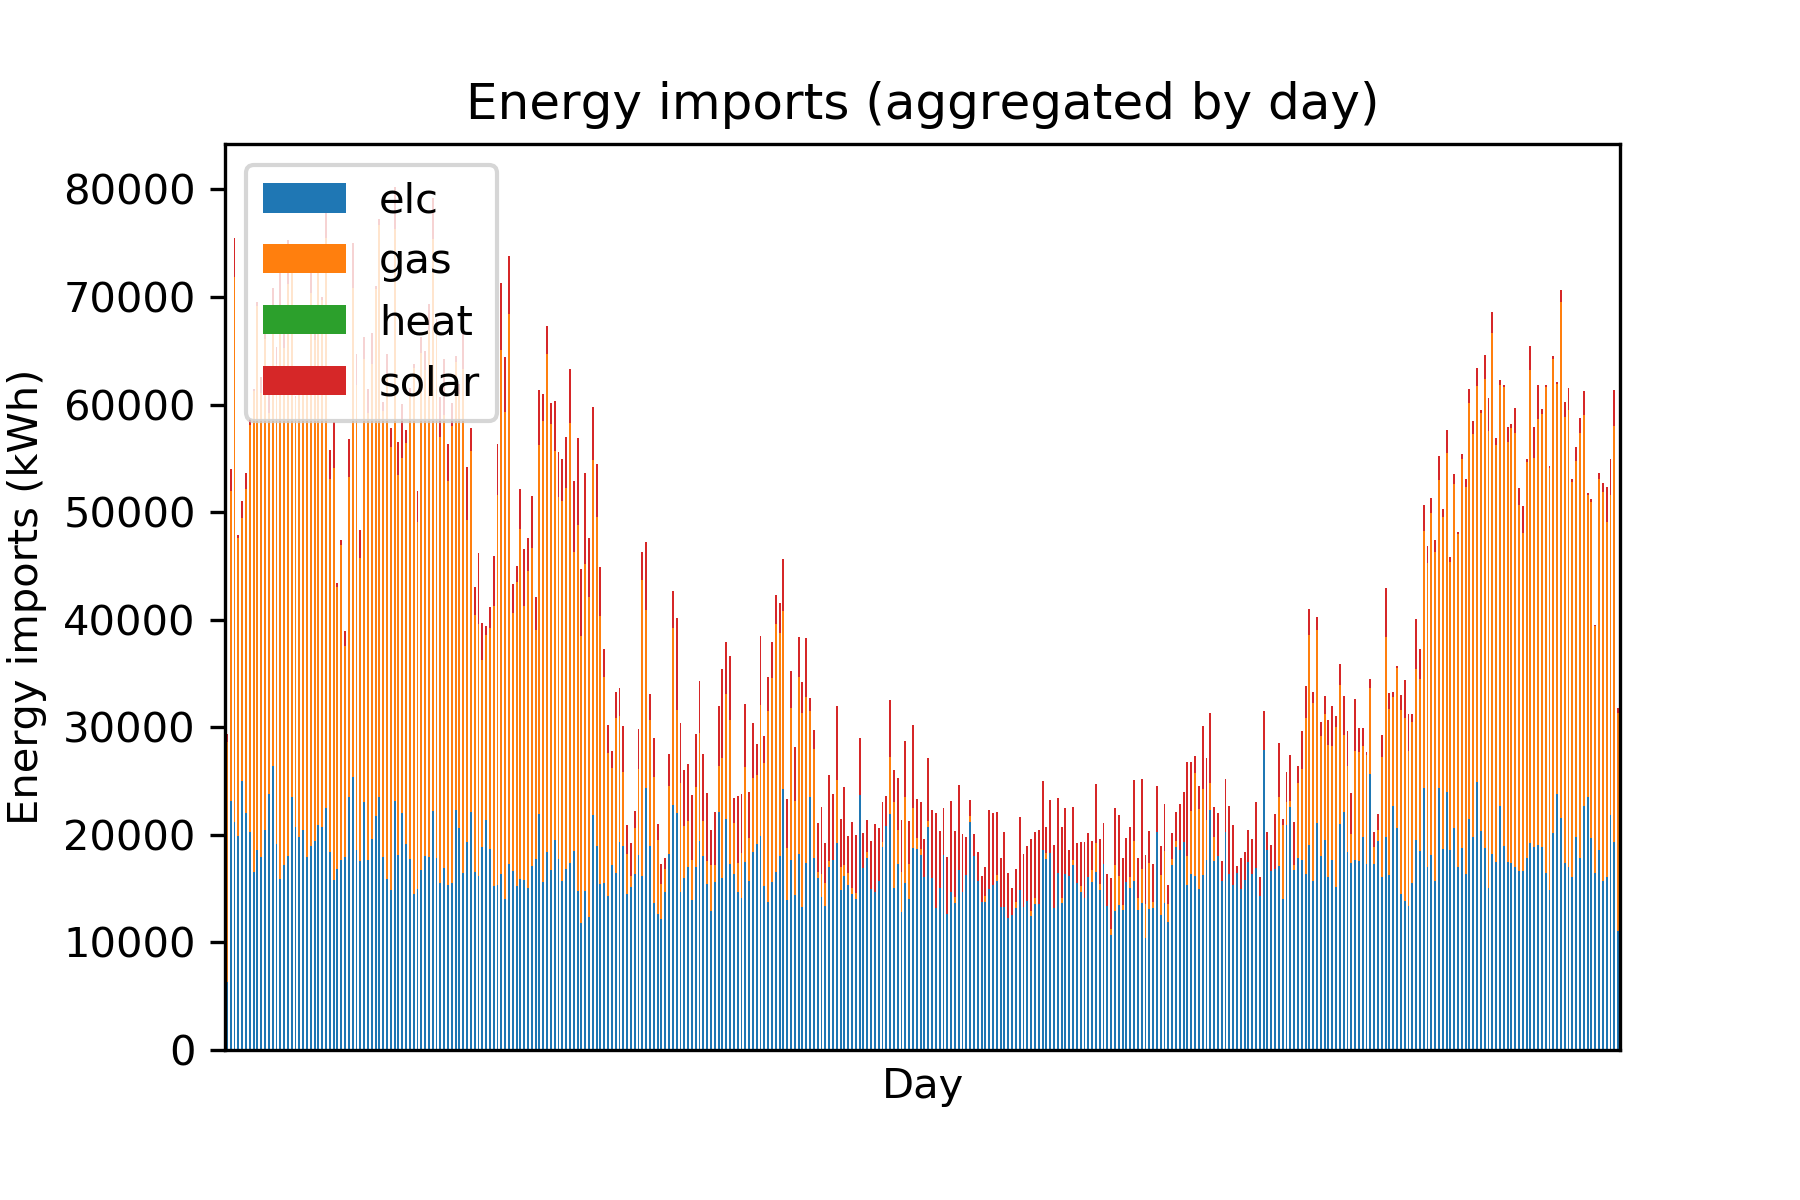 Energy imports (aggregated by day)
Energy imports (kWh)
80000
70000
60000
50000
40000
30000
20000
10000
0
elc
gas
heat
solar
Day